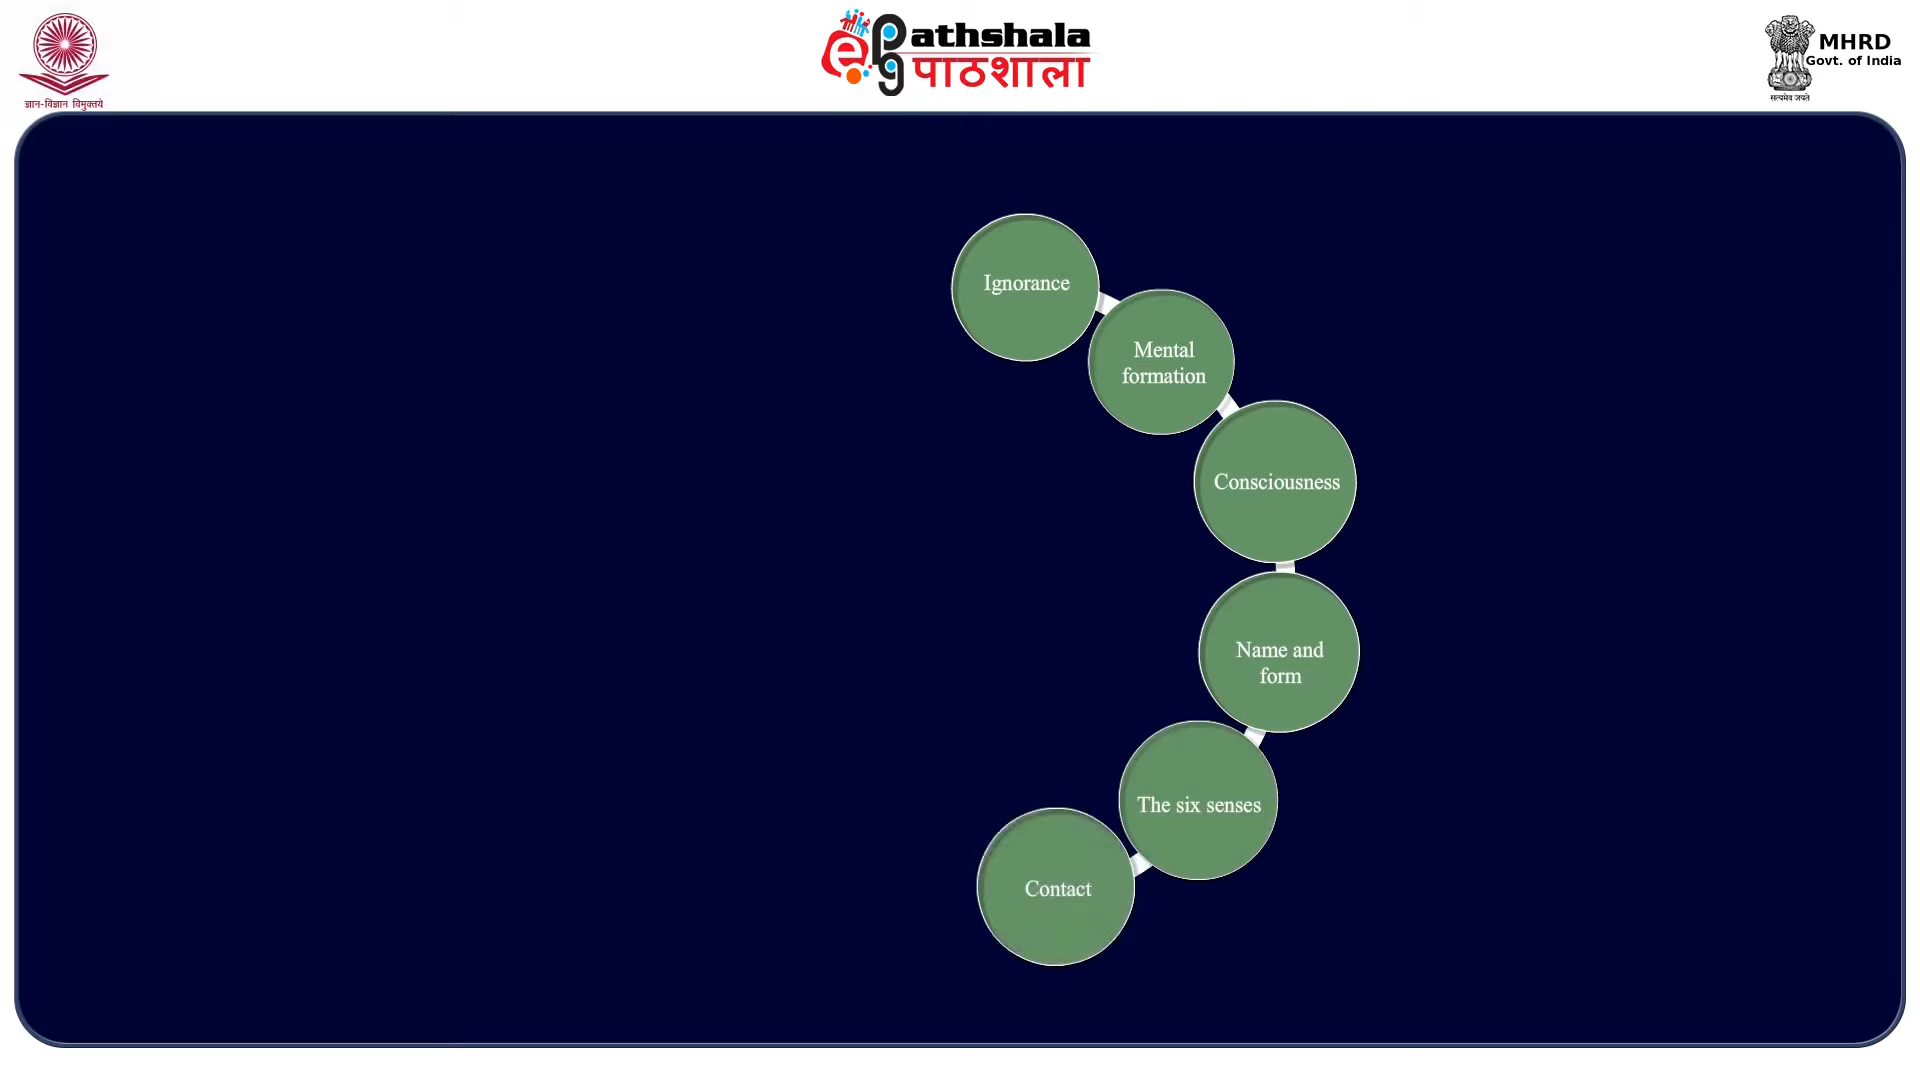 ज्ञान-विज्ञान विमुक्तये
ePathshala
पाठशाला
सत्यमेव जयते
MHRD
Govt. of India
Ignorance
Mental
formation
Consciousness
Name and
form
The six senses
Contact